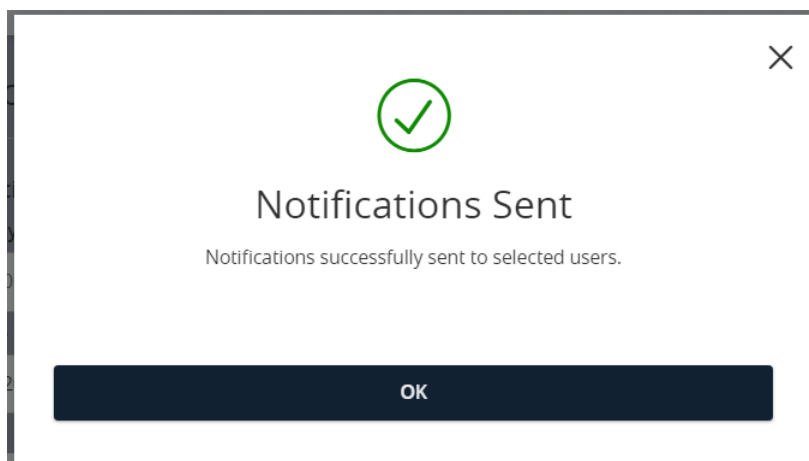 Notifications Sent
Notifications successfully sent to selected users.
OK